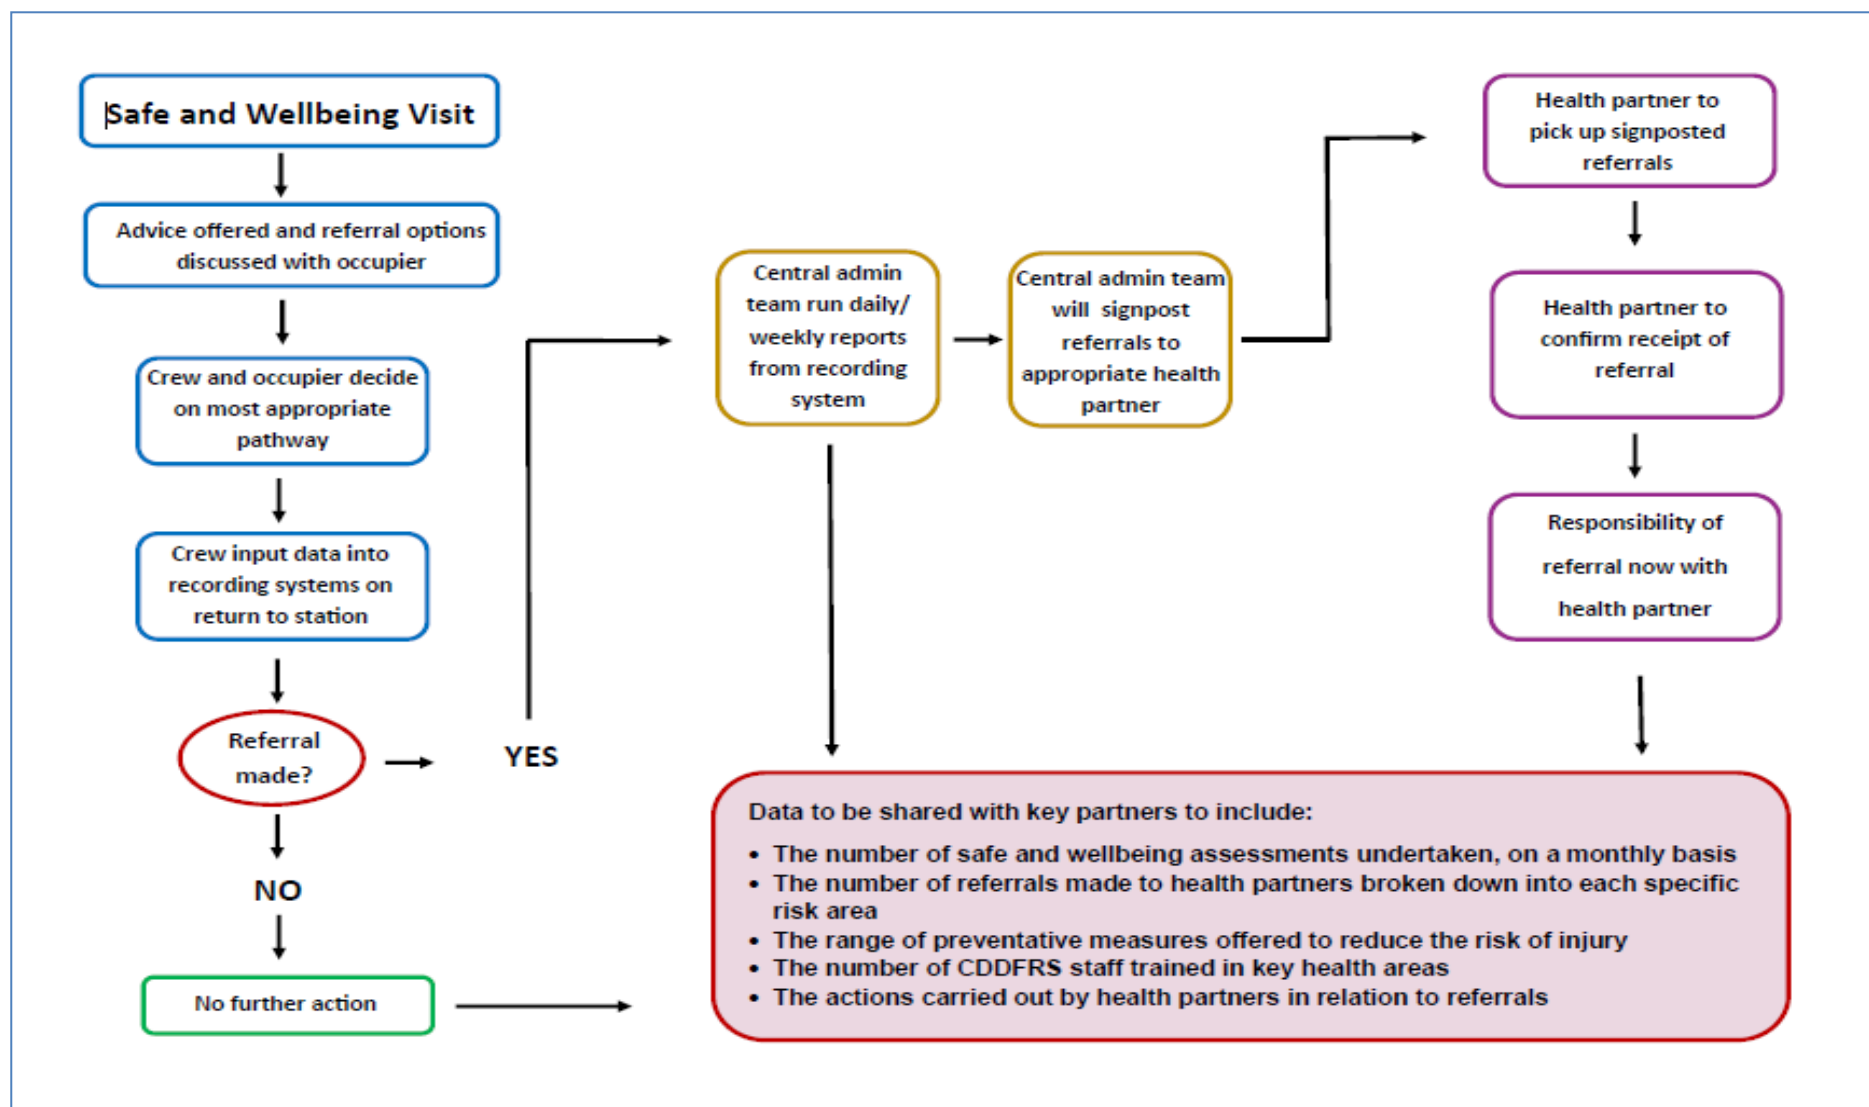 Safe and Wellbeing Visit
Advice offered and referral options
discussed with occupier
Crew and occupier decide
on most appropriate
pathway
Crew input data into
recording systems on
return to station
Referral
made?
YES
NO
No further action
Central admin
team run daily/
weekly reports
from recording
system
Central admin team
will signpost
referrals to
appropriate health
partner
Health partner to
pick up signposted
referrals
Health partner to
confirm receipt of
referral
Responsibility of
referral now with
health partner
Data to be shared with key partners to include:
• The number of safe and wellbeing assessments undertaken, on a monthly basis
• The number of referrals made to health partners broken down into each specific
risk area
• The range of preventative measures offered to reduce the risk of injury
• The number of CDDFRS staff trained in key health areas
• The actions carried out by health partners in relation to referrals